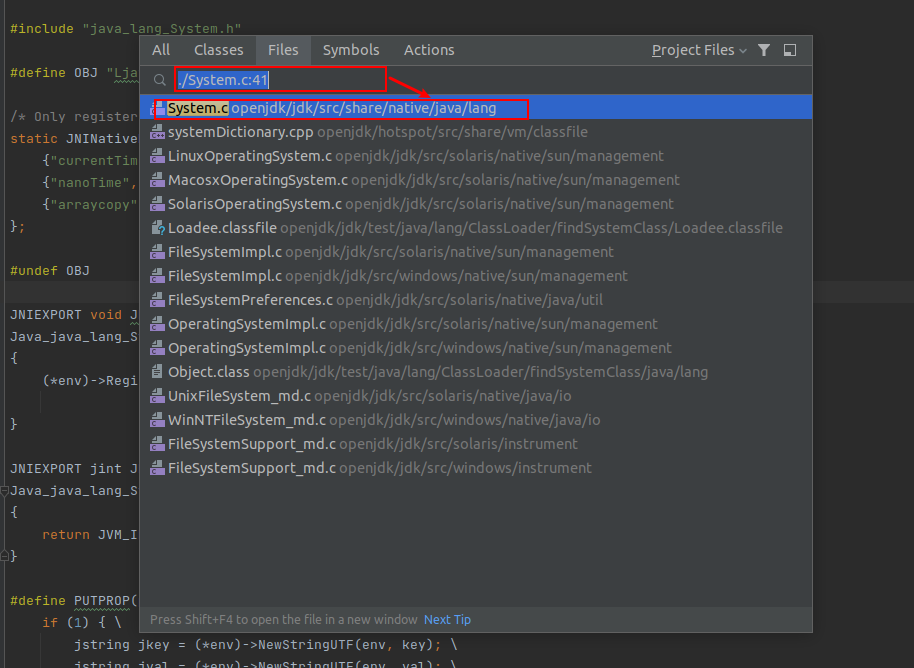 #include "java_lang_System.h"
#define OBJ "Lja
/* Only register
static JNINative
{"currentTim
{"nanoTime",
{"arraycopy"
};
#undef OBJ
JNIEXPORT void J
Java_java_lang_S
{
(*env)->Regi
}
JNIEXPORT jint J
Java_java_lang_S
{
return JVM_I
}
#define PUTPROP(
if (1) { \
jstring jkey = (*env)->NewStringUTF(env, key); \
jstring jval = (*env)->NewStringUTF(env, val); \
All Classes Files Symbols Actions Project Files
./System.c:41
System.c openjdk/jdk/src/share/native/java/lang
systemDictionary.cpp openjdk/hotspot/src/share/vm/classfile
LinuxOperatingSystem.c openjdk/jdk/src/solaris/native/sun/management
MacosxOperatingSystem.c openjdk/jdk/src/solaris/native/sun/management
SolarisOperatingSystem.c openjdk/jdk/src/solaris/native/sun/management
Loadee.classfile openjdk/jdk/test/java/lang/ClassLoader/findSystemClass/Loadee.classfile
FileSystemImpl.c openjdk/jdk/src/solaris/native/sun/management
FileSystemImpl.c openjdk/jdk/src/windows/native/sun/management
FileSystemPreferences.c openjdk/jdk/src/solaris/native/java/util
OperatingSystemImpl.c openjdk/jdk/src/solaris/native/sun/management
OperatingSystemImpl.c openjdk/jdk/src/windows/native/sun/management
Object.class openjdk/jdk/test/java/lang/ClassLoader/findSystemClass/java/lang
UnixFileSystem_md.c openjdk/jdk/src/solaris/native/java/io
WinNTFileSystem_md.c openjdk/jdk/src/windows/native/java/io
FileSystemSupport_md.c openjdk/jdk/src/solaris/instrument
FileSystemSupport_md.c openjdk/jdk/src/windows/instrument
Press Shift+F4 to open the file in a new window Next Tip